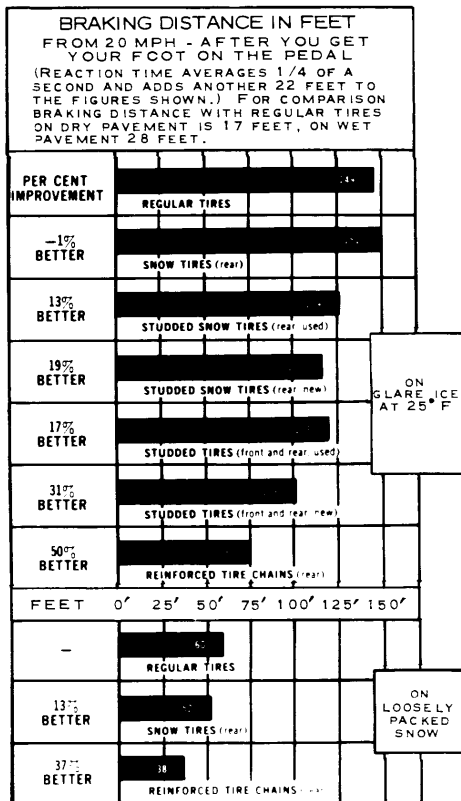 BRAKING DISTANCE IN FEET
FROM 20 MPH - AFTER YOU GET
YOUR FOOT ON THE PEDAL
(REACTION TIME AVERAGES 1/4 OF A
SECOND AND ADDS ANOTHER 22 FEET TO
THE FIGURES SHOWN.) FOR COMPARISON
BRAKING DISTANCE WITH REGULAR TIRES
ON DRY PAVEMENT IS 17 FEET, ON WET
PAVEMENT 28 FEET.
PER CENT
IMPROVEMENT
149
REGULAR TIRES
-1%
BETTER
SNOW TIRES (rear)
13%
BETTER
STUDDED SNOW TIRES (rear, used)
19%
BETTER
STUDDED SNOW TIRES (rear, new)
17%
BETTER
STUDDED TIRES (front and rear, used)
31%
BETTER
STUDDED TIRES (front and rear, new)
50%
BETTER
REINFORCED TIRE CHAINS (rear)
ON
GLARE ICE
AT 25° F
FEET 0' 25' 50' 75' 100' 125' 150'
-
60
REGULAR TIRES
13%
BETTER
52
SNOW TIRES (rear)
37%
BETTER
38
REINFORCED TIRE CHAINS (rear)
ON
LOOSELY
PACKED
SNOW